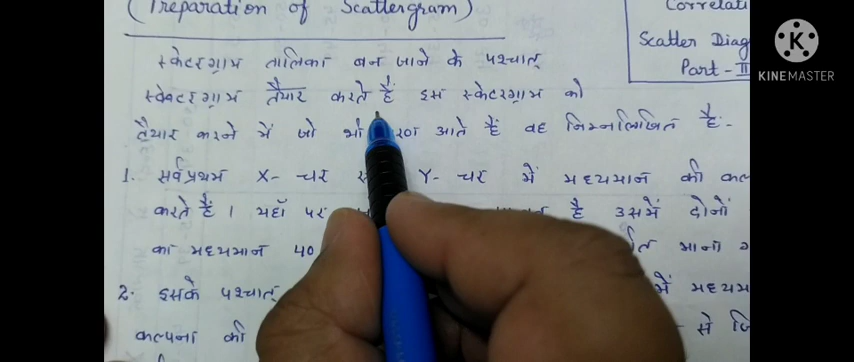 (Preparation of Scattergram)
Correlati
Scatter Diag
Part - II
KINEMASTER
स्केटरग्राम तालिका बन जाने के पश्चात्
स्केटरग्राम तैयार करते हैं इस स्केटरग्राम को
तैयार करने में जो आते हैं वह निम्नलिखित है:-
1. सर्वप्रथम X- चर Y- चर में मध्यमान की कल
करते हैं। यहाँ पर है उसमें दोनों
का मध्यमान 40 माना
2. इसके पश्चात् में मध्यमा
कल्पना की से